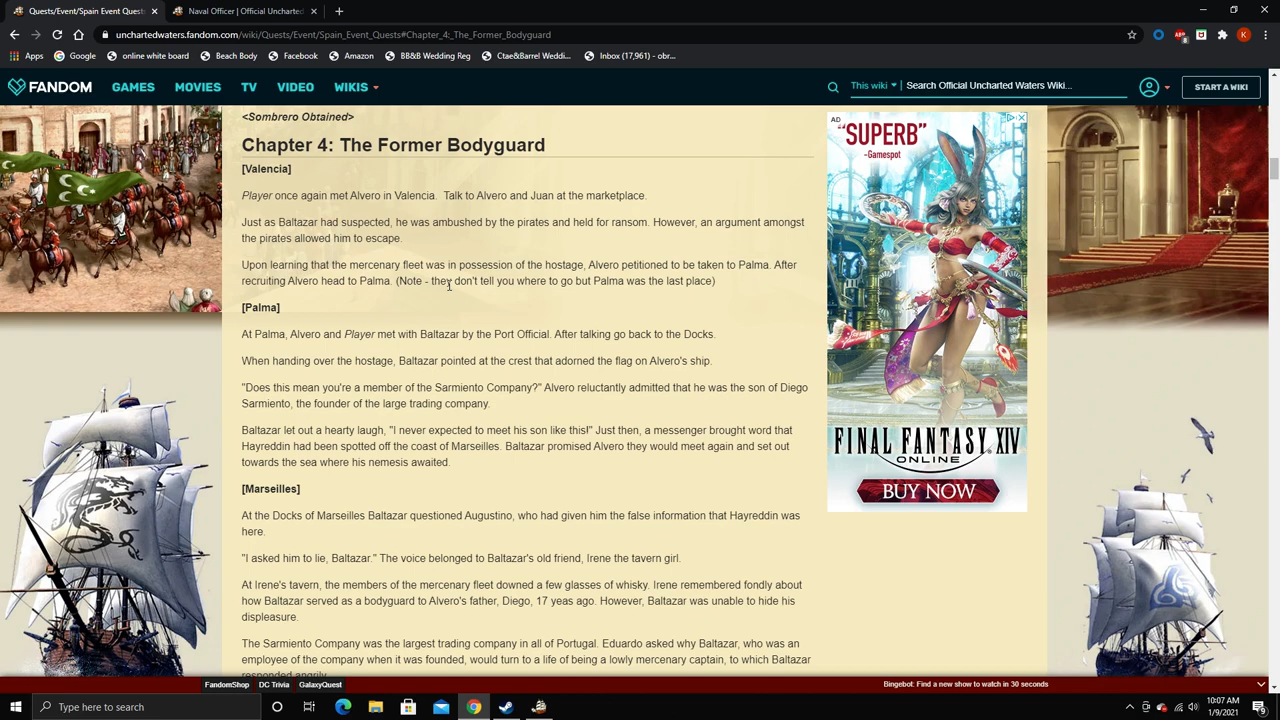 Quests/Event/Spain Event Quests
Naval Officer | Uncharted
unchartedwaters.fandom.com/wiki/Quests/Event/Spain_Event_Quests#Chapter_4:_The_Former_Bodyguard
K
Apps
Google
online white board
Beach Body
Facebook
Amazon
BB&B Wedding Reg
Ctae&Barrel Weddi...
Inbox (17,961) - obr...
FANDOM
GAMES
MOVIES
TV
VIDEO
WIKIS
This wiki
Search Official Uncharted Waters Wiki...
START A WIKI
<Sombrero Obtained>
Chapter 4: The Former Bodyguard
[Valencia]
Player once again met Alvero in Valencia. Talk to Alvero and Juan at the marketplace.
Just as Baltazar had suspected, he was ambushed by the pirates and held for ransom. However, an argument amongst
the pirates allowed him to escape.
Upon learning that the mercenary fleet was in possession of the hostage, Alvero petitioned to be taken to Palma. After
recruiting Alvero head to Palma. (Note - they don't tell you where to go but Palma was the last place)
[Palma]
At Palma, Alvero and Player met with Baltazar by the Port Official. After talking go back to the Docks.
When handing over the hostage, Baltazar pointed at the crest that adorned the flag on Alvero's ship.
"Does this mean you're a member of the Sarmiento Company?" Alvero reluctantly admitted that he was the son of Diego
Sarmiento, the founder of the large trading company.
Baltazar let out a hearty laugh, "I never expected to meet his son like this!" Just then, a messenger brought word that
Hayreddin had been spotted off the coast of Marseilles. Baltazar promised Alvero they would meet again and set out
towards the sea where his nemesis awaited.
[Marseilles]
At the Docks of Marseilles Baltazar questioned Augustino, who had given him the false information that Hayreddin was
here.
"I asked him to lie, Baltazar." The voice belonged to Baltazar's old friend, Irene the tavern girl.
At Irene's tavern, the members of the mercenary fleet downed a few glasses of whisky. Irene remembered fondly about
how Baltazar served as a bodyguard to Alvero's father, Diego, 17 yeas ago. However, Baltazar was unable to hide his
displeasure.
The Sarmiento Company was the largest trading company in all of Portugal. Eduardo asked why Baltazar, who was an
employee of the company when it was founded, would turn to a life of being a lowly mercenary captain, to which Baltazar
responded angrily
AD
"SUPERB"
-Gamespot
FINAL FANTASY XIV
ONLINE
BUY NOW
FandomShop
DC Trivia
GalaxyQuest
Bingebot: Find a new show to watch in 30 seconds
Type here to search
10:07 AM
1/9/2021